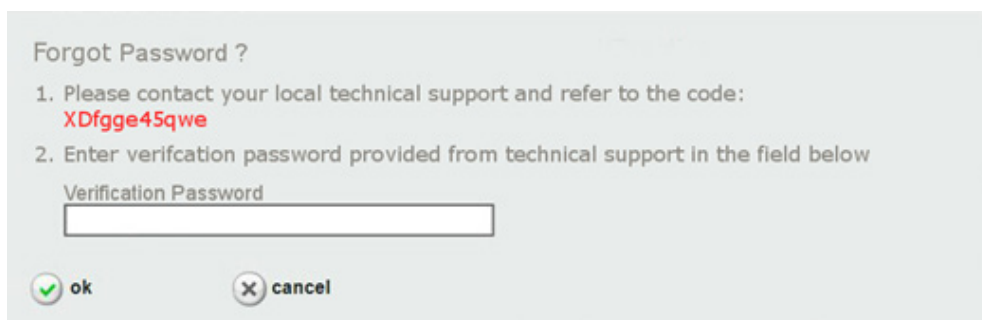 Forgot Password ?
1. Please contact your local technical support and refer to the code:
XDfgge45qwe
2. Enter verifcation password provided from technical support in the field below
Verification Password
ok cancel